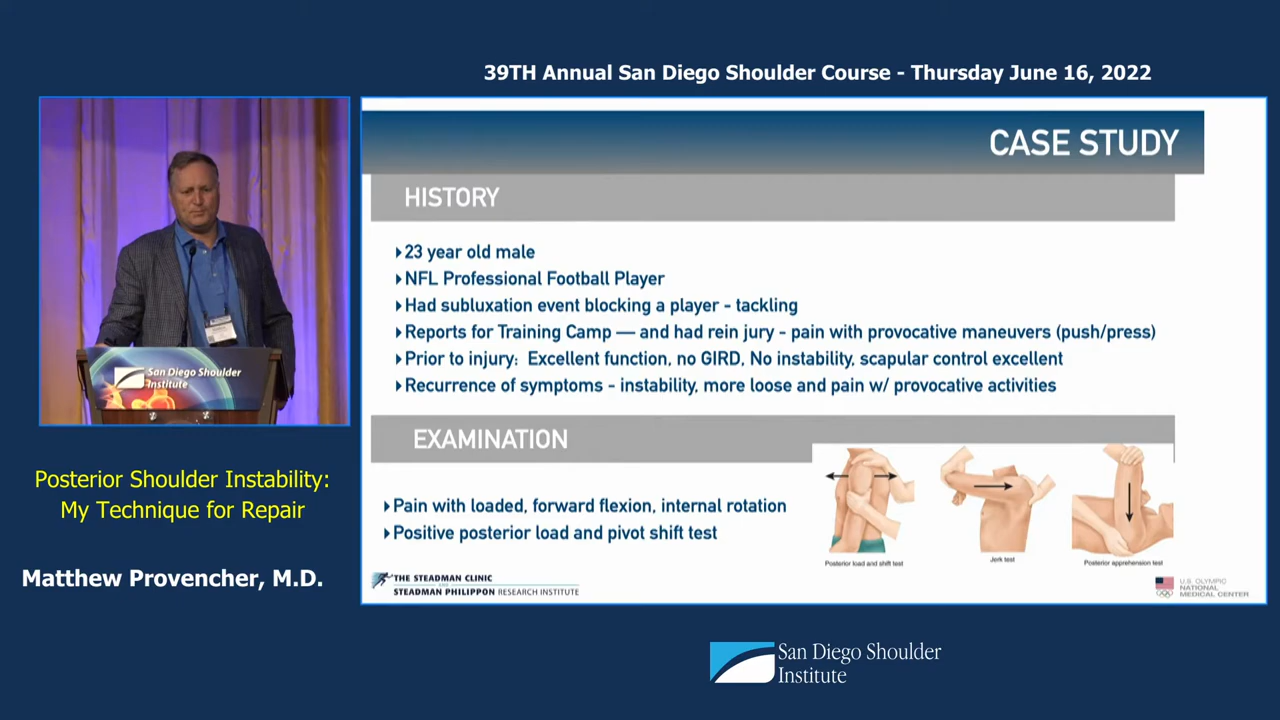 39TH Annual San Diego Shoulder Course - Thursday June 16, 2022
CASE STUDY
HISTORY
23 year old male
NFL Professional Football Player
Had subluxation event blocking a player - tackling
Reports for Training Camp — and had rein jury - pain with provocative maneuvers (push/press)
Prior to injury: Excellent function, no GIRD, No instability, scapular control excellent
Recurrence of symptoms - instability, more loose and pain w/ provocative activities
EXAMINATION
Pain with loaded, forward flexion, internal rotation
Positive posterior load and pivot shift test
Posterior load and shift test
Jerk test
Posterior apprehension test
THE STEADMAN CLINIC
AND
STEADMAN PHILIPPON RESEARCH INSTITUTE
U.S. OLYMPIC
NATIONAL
MEDICAL CENTER
San Diego Shoulder
Institute
Posterior Shoulder Instability:
My Technique for Repair
Matthew Provencher, M.D.
San Diego Shoulder
Institute